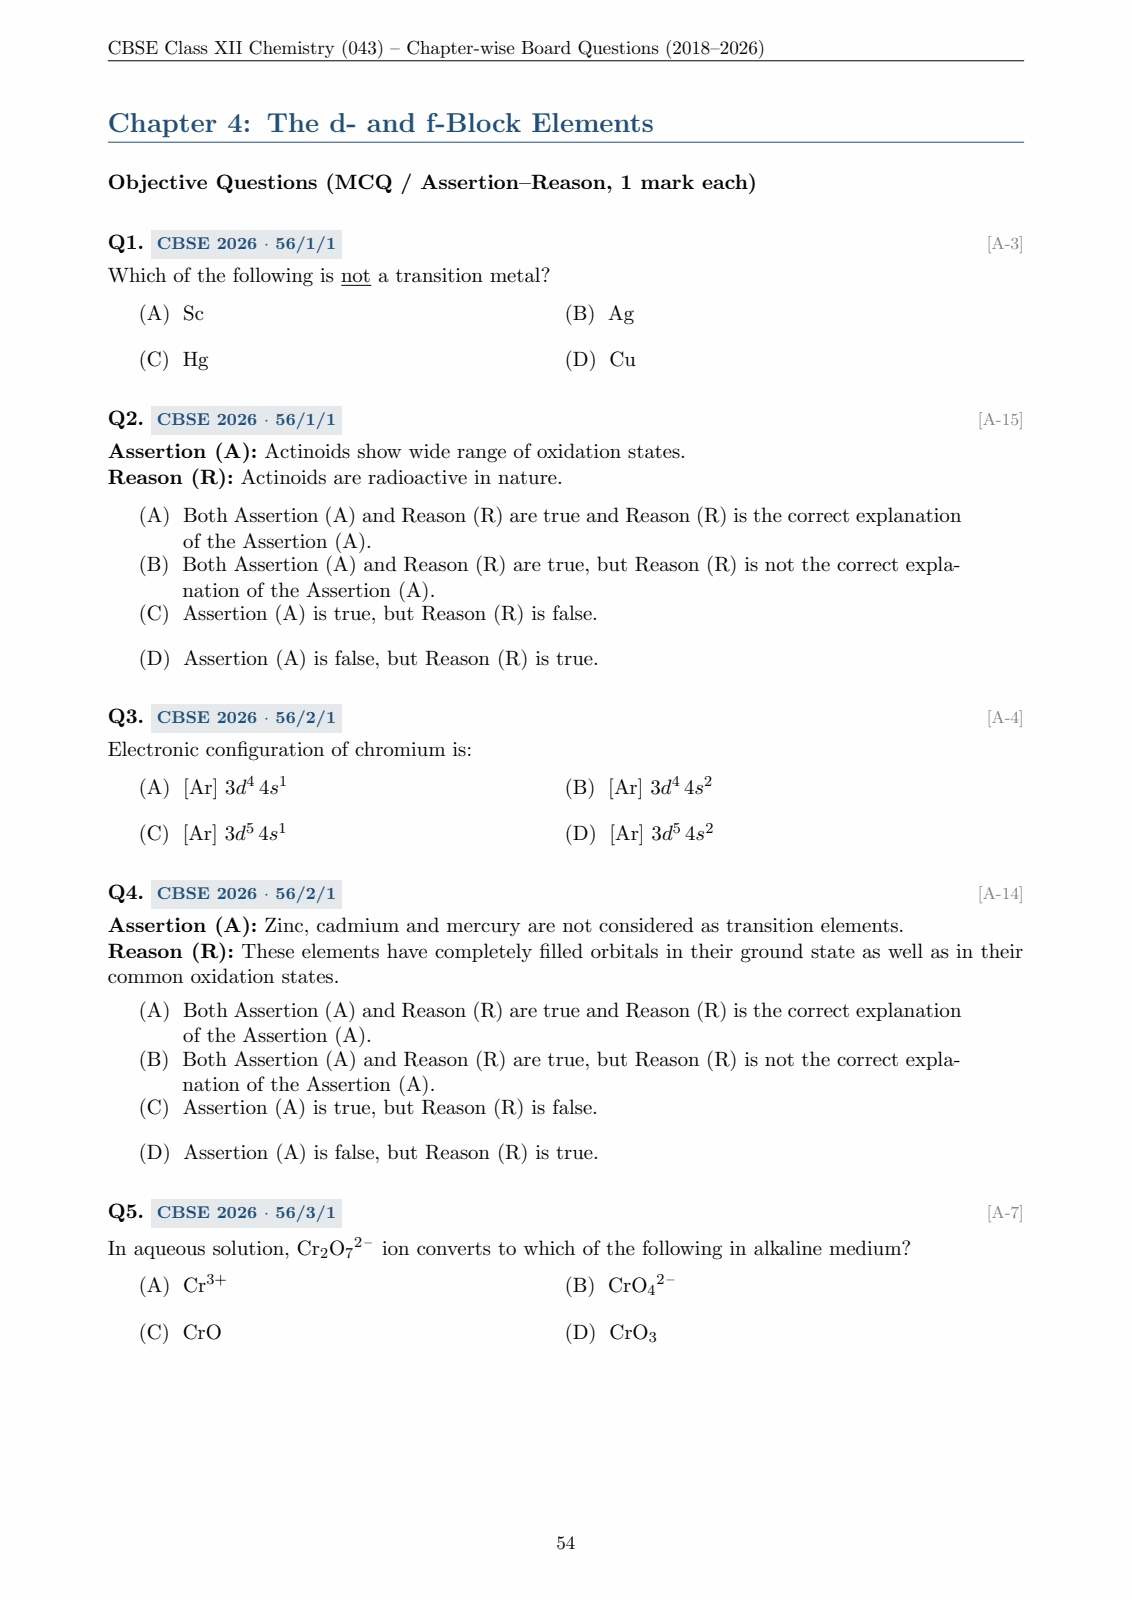 CBSE Class XII Chemistry (043) – Chapter-wise Board Questions (2018–2026)
Chapter 4: The d- and f-Block Elements
Objective Questions (MCQ / Assertion–Reason, 1 mark each)
Q1. CBSE 2026 · 56/1/1 [A-3]
Which of the following is not a transition metal?
(A) Sc (B) Ag
(C) Hg (D) Cu
Q2. CBSE 2026 · 56/1/1 [A-15]
Assertion (A): Actinoids show wide range of oxidation states.
Reason (R): Actinoids are radioactive in nature.
(A) Both Assertion (A) and Reason (R) are true and Reason (R) is the correct explanation
of the Assertion (A).
(B) Both Assertion (A) and Reason (R) are true, but Reason (R) is not the correct expla-
nation of the Assertion (A).
(C) Assertion (A) is true, but Reason (R) is false.
(D) Assertion (A) is false, but Reason (R) is true.
Q3. CBSE 2026 · 56/2/1 [A-4]
Electronic configuration of chromium is:
(A) [Ar] 3d⁴ 4s¹ (B) [Ar] 3d⁴ 4s²
(C) [Ar] 3d⁵ 4s¹ (D) [Ar] 3d⁵ 4s²
Q4. CBSE 2026 · 56/2/1 [A-14]
Assertion (A): Zinc, cadmium and mercury are not considered as transition elements.
Reason (R): These elements have completely filled orbitals in their ground state as well as in their
common oxidation states.
(A) Both Assertion (A) and Reason (R) are true and Reason (R) is the correct explanation
of the Assertion (A).
(B) Both Assertion (A) and Reason (R) are true, but Reason (R) is not the correct expla-
nation of the Assertion (A).
(C) Assertion (A) is true, but Reason (R) is false.
(D) Assertion (A) is false, but Reason (R) is true.
Q5. CBSE 2026 · 56/3/1 [A-7]
In aqueous solution, Cr₂O₇²⁻ ion converts to which of the following in alkaline medium?
(A) Cr³⁺ (B) CrO₄²⁻
(C) CrO (D) CrO₃
54